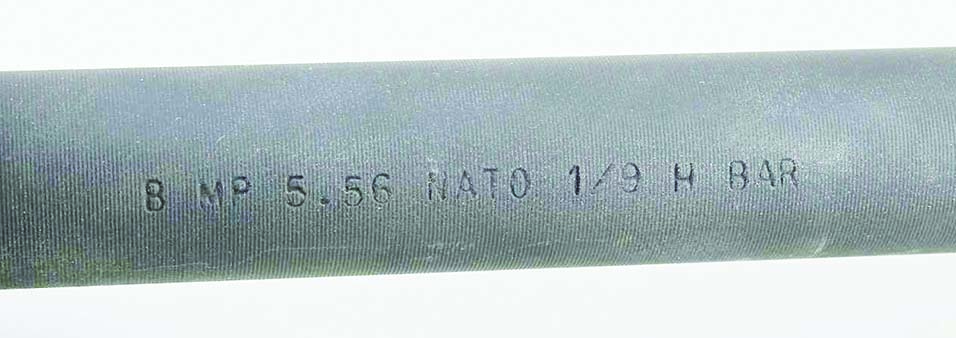 B MP 5.56 NATO 1/9 H BAR